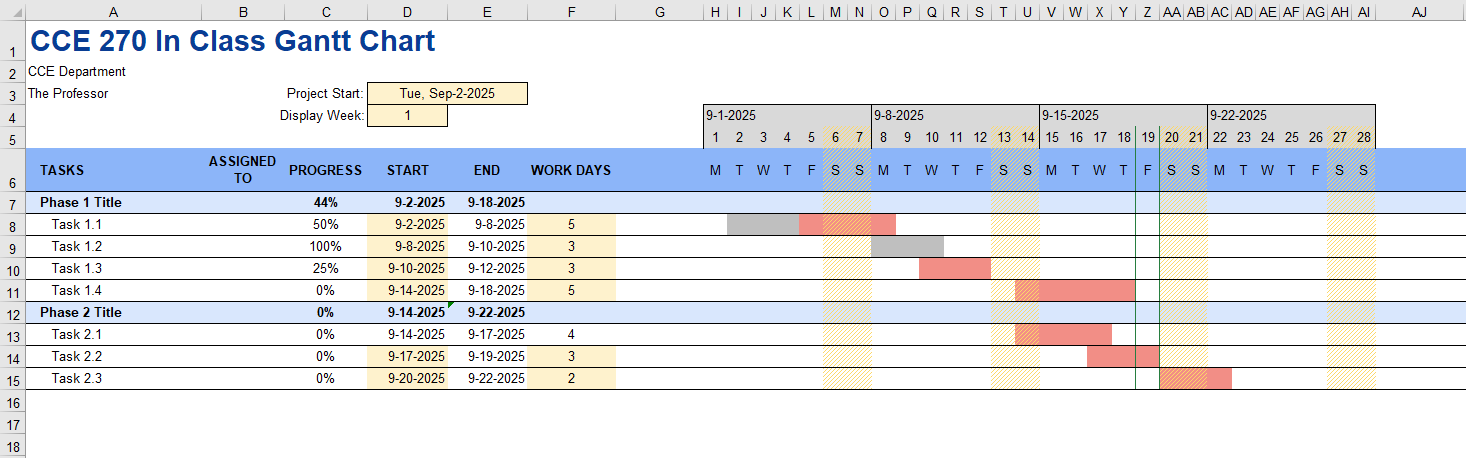 A B C D E F G H I J K L M N O P Q R S T U V W X Y Z AA AB AC AD AE AF AG AH AI AJ
1 CCE 270 In Class Gantt Chart
2 CCE Department
3 The Professor Project Start: Tue, Sep-2-2025
4 Display Week: 1 9-1-2025 9-8-2025 9-15-2025 9-22-2025
5 1 2 3 4 5 6 7 8 9 10 11 12 13 14 15 16 17 18 19 20 21 22 23 24 25 26 27 28
6 TASKS ASSIGNED TO PROGRESS START END WORK DAYS M T W T F S S M T W T F S S M T W T F S S M T W T F S S
7 Phase 1 Title 44% 9-2-2025 9-18-2025
8 Task 1.1 50% 9-2-2025 9-8-2025 5
9 Task 1.2 100% 9-8-2025 9-10-2025 3
10 Task 1.3 25% 9-10-2025 9-12-2025 3
11 Task 1.4 0% 9-14-2025 9-18-2025 5
12 Phase 2 Title 0% 9-14-2025 9-22-2025
13 Task 2.1 0% 9-14-2025 9-17-2025 4
14 Task 2.2 0% 9-17-2025 9-19-2025 3
15 Task 2.3 0% 9-20-2025 9-22-2025 2
16
17
18